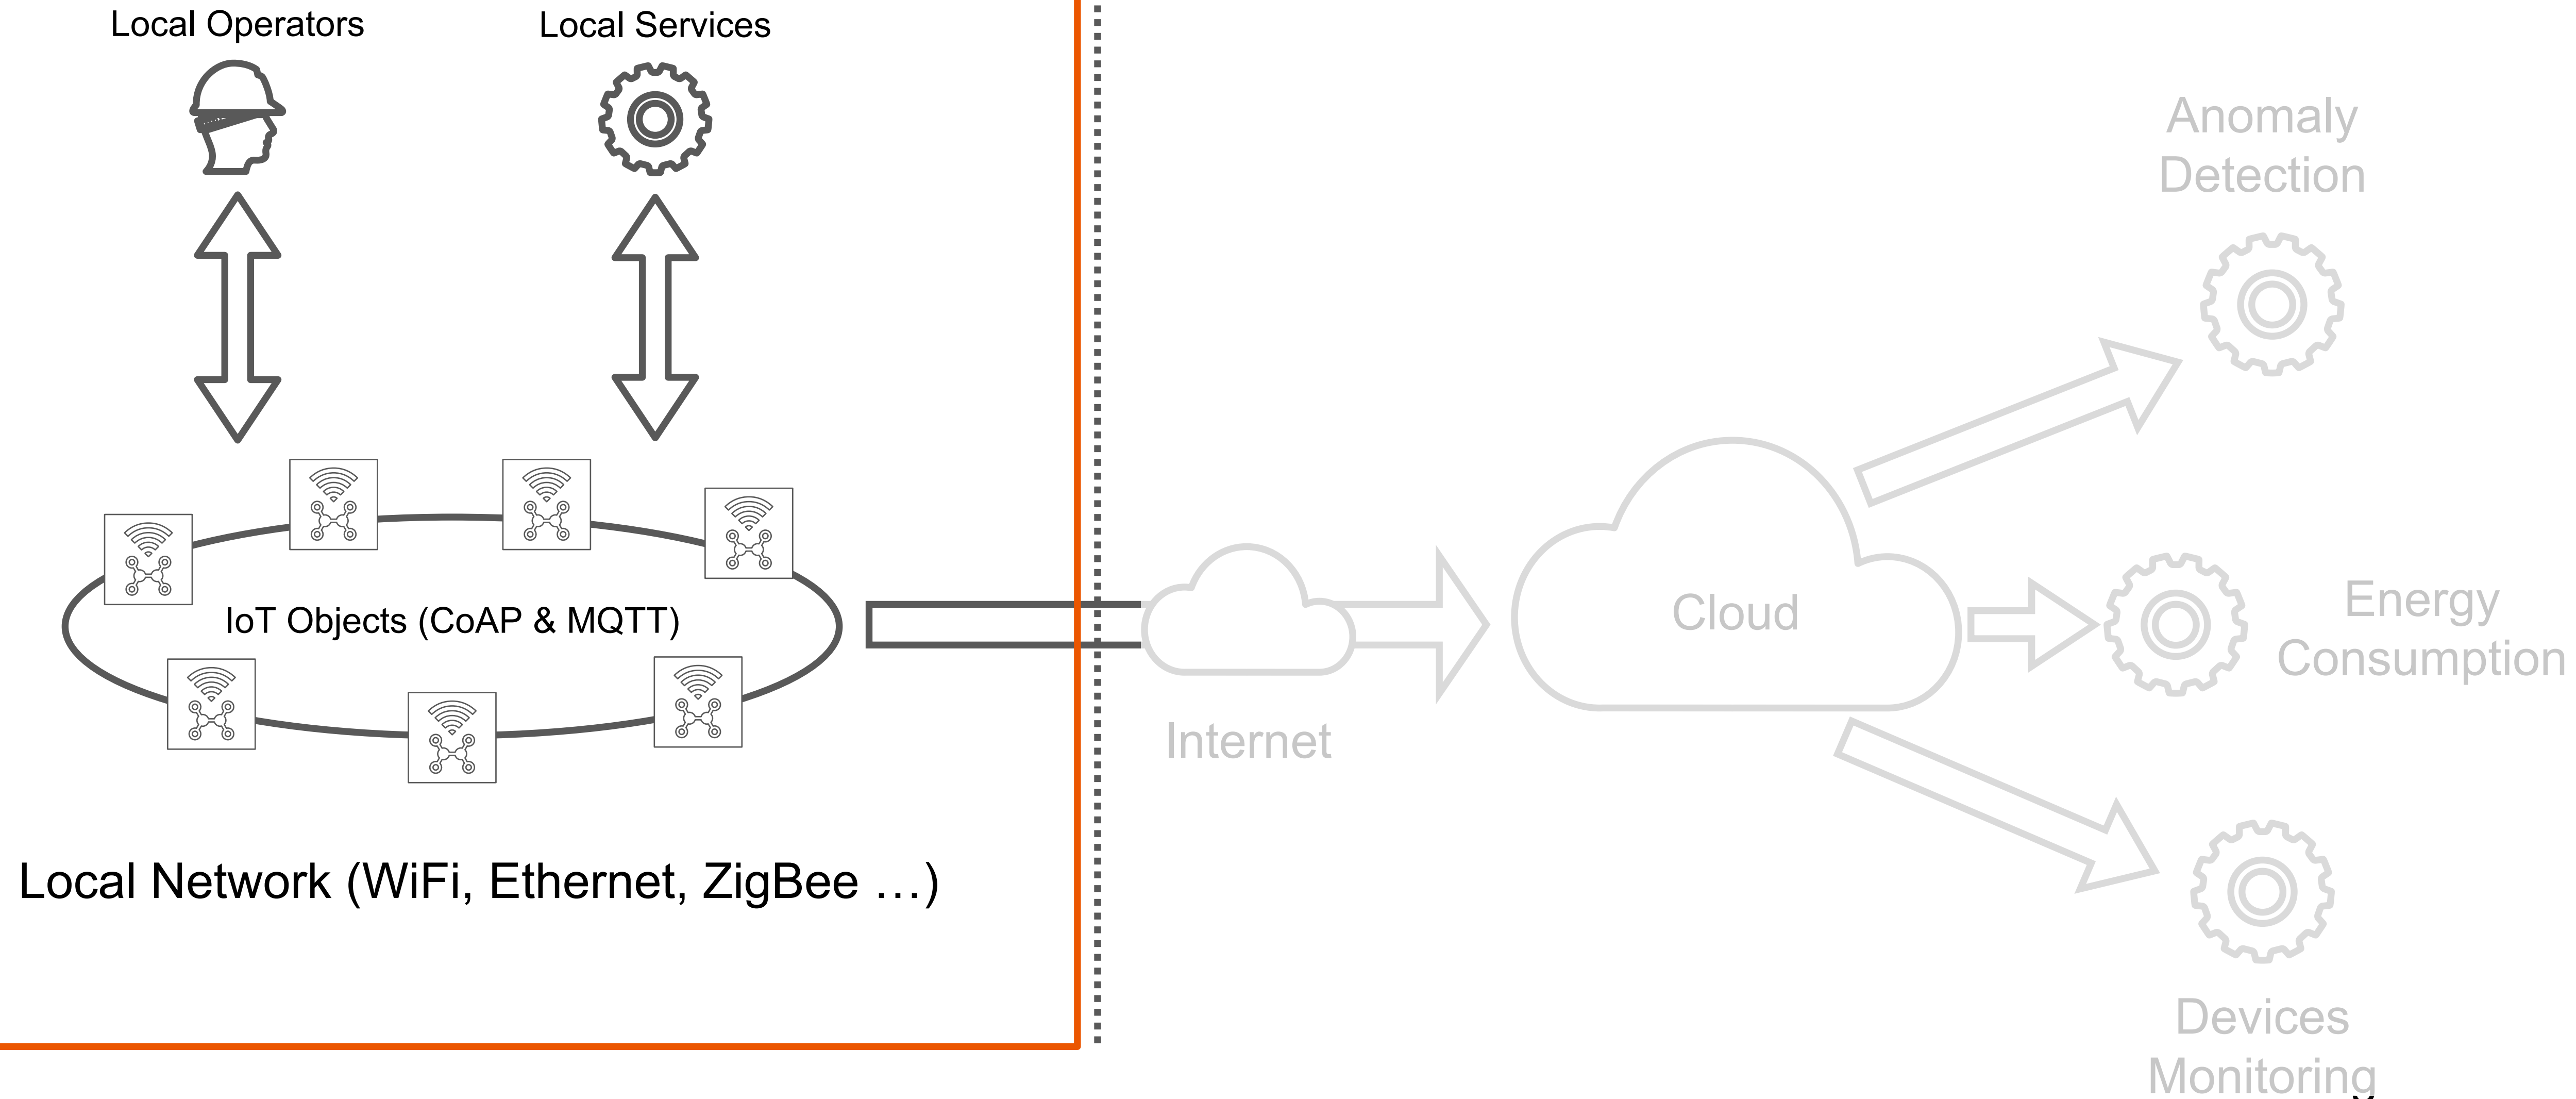 Local Operators
Local Services
IoT Objects (CoAP & MQTT)
Local Network (WiFi, Ethernet, ZigBee …)
Internet
Cloud
Anomaly
Detection
Energy
Consumption
Devices
Monitoring